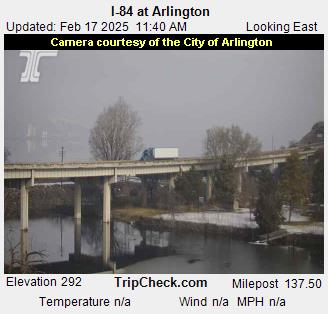 I-84 at Arlington
Updated: Feb 17 2025 11:40 AM Looking East
Camera courtesy of the City of Arlington
Elevation 292 TripCheck.com Milepost 137.50
Temperature n/a Wind n/a MPH n/a